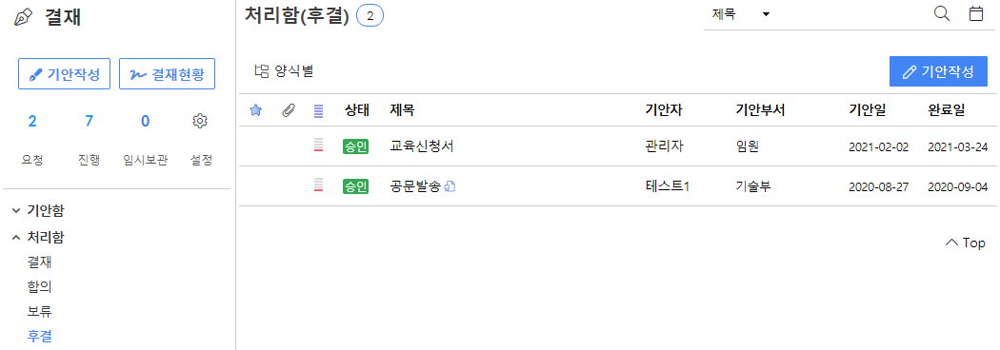 결재
기안작성 결재현황
2 7 0
요청 진행 임시보관 설정
기안함
처리함
결재
합의
보류
후결
처리함(후결) 2
제목
양식별
기안작성
상태 제목 기안자 기안부서 기안일 완료일
승인 교육신청서 관리자 임원 2021-02-02 2021-03-24
승인 공문발송 테스트1 기술부 2020-08-27 2020-09-04
Top